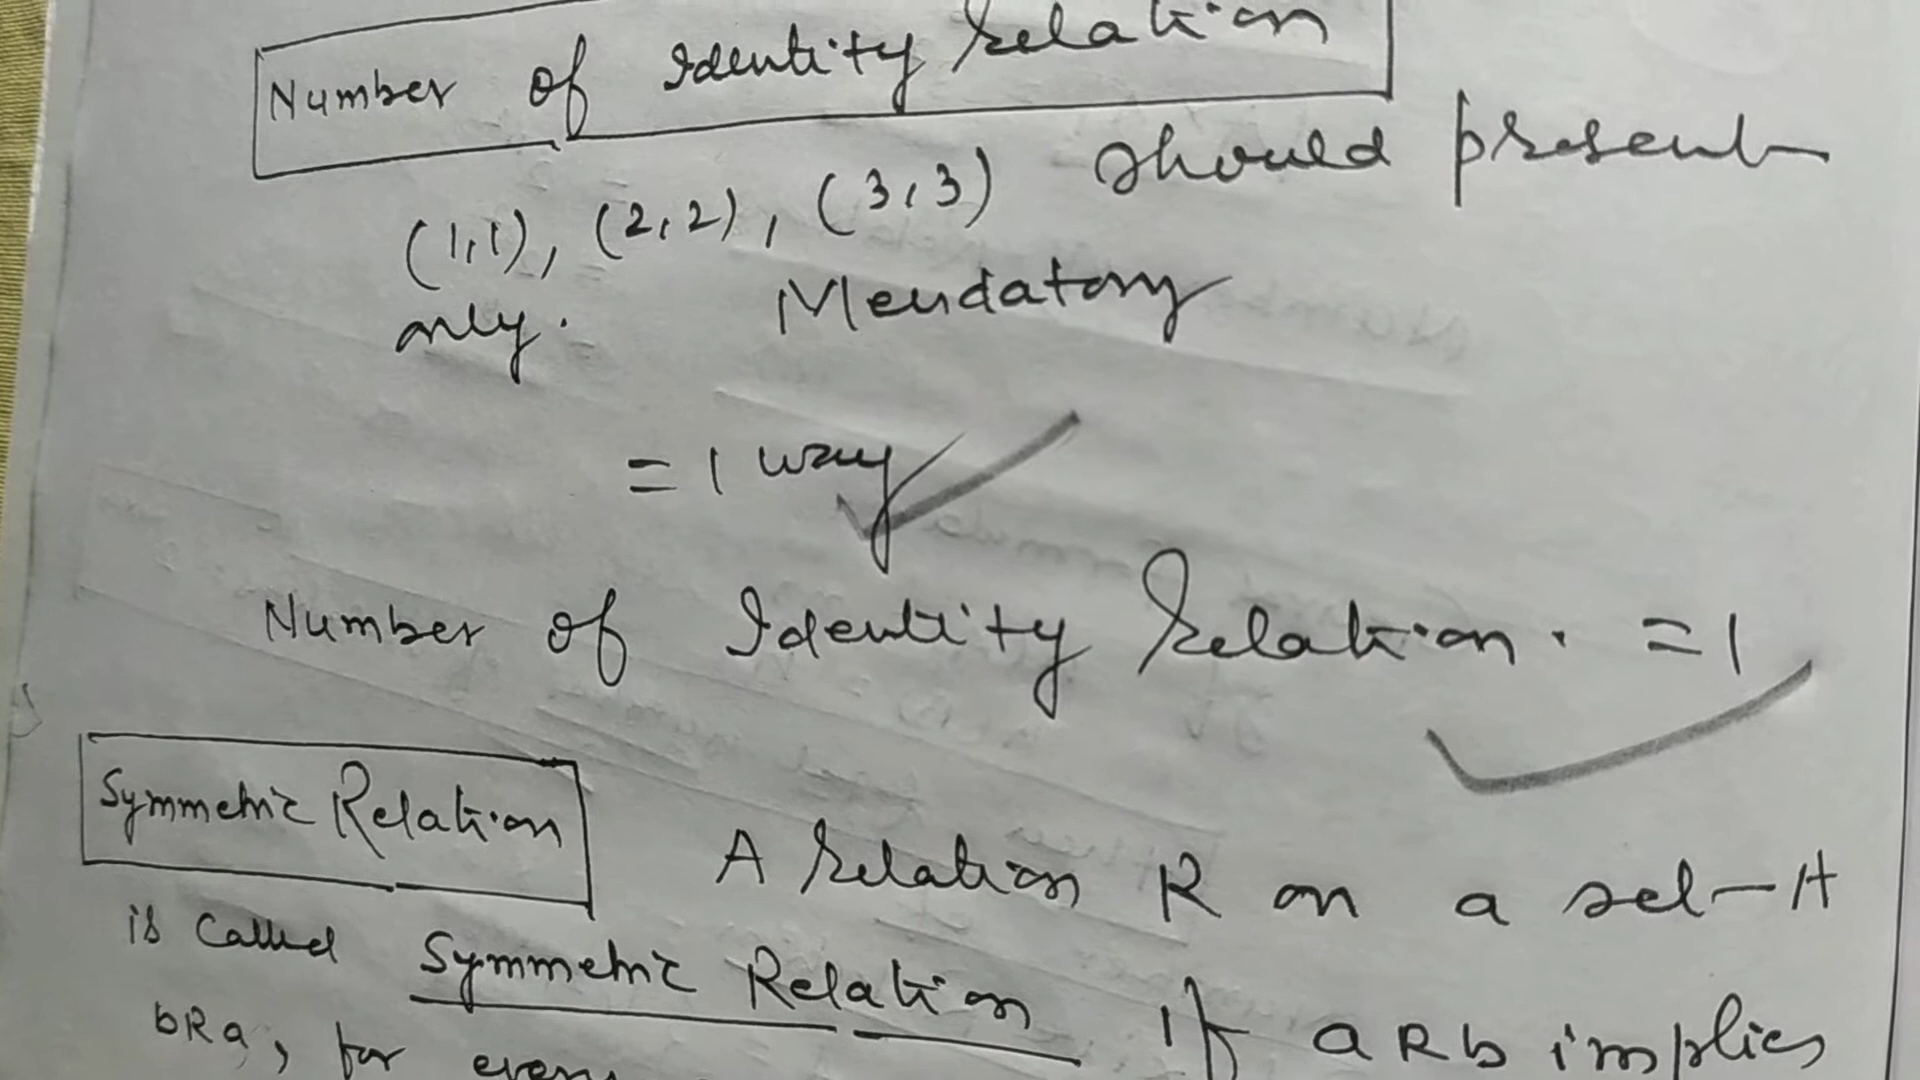 Number of Identity Relation
(1,1), (2,2), (3,3) should present
only. Mendatory
= 1 way
Number of Identity Relation. = 1
Symmetric Relation A Relation R on a set A
is called Symmetric Relation if aRb implies
bRa, for every